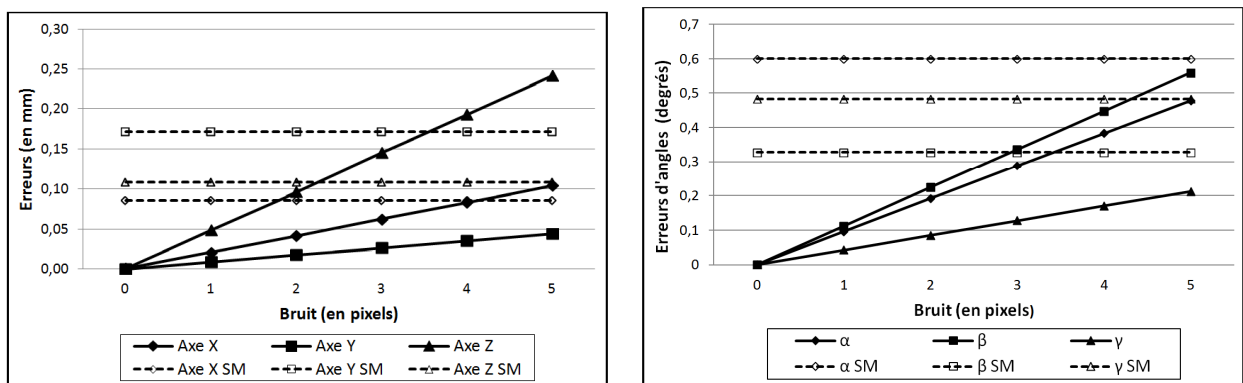 0,30
0,25
0,20
0,15
0,10
0,05
0,00
Erreurs (en mm)
0 1 2 3 4 5
Bruit (en pixels)
Axe X Axe Y Axe Z
Axe X SM Axe Y SM Axe Z SM
0,7
0,6
0,5
0,4
0,3
0,2
0,1
0
Erreurs d'angles (degrés)
0 1 2 3 4 5
Bruit (en pixels)
α β γ
α SM β SM γ SM